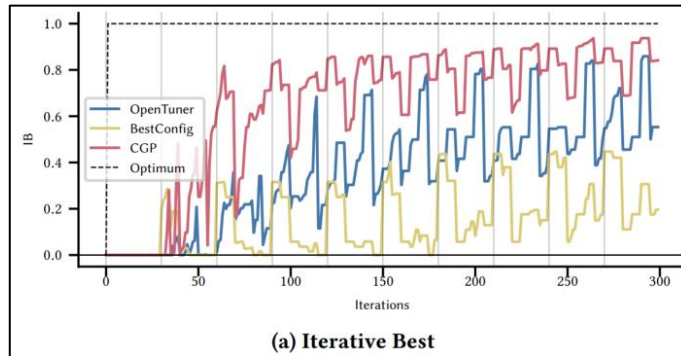 1.0
0.8
0.6
0.4
0.2
0.0
IB
OpenTuner
BestConfig
CGP
Optimum
0 50 100 150 200 250 300
Iterations
(a) Iterative Best